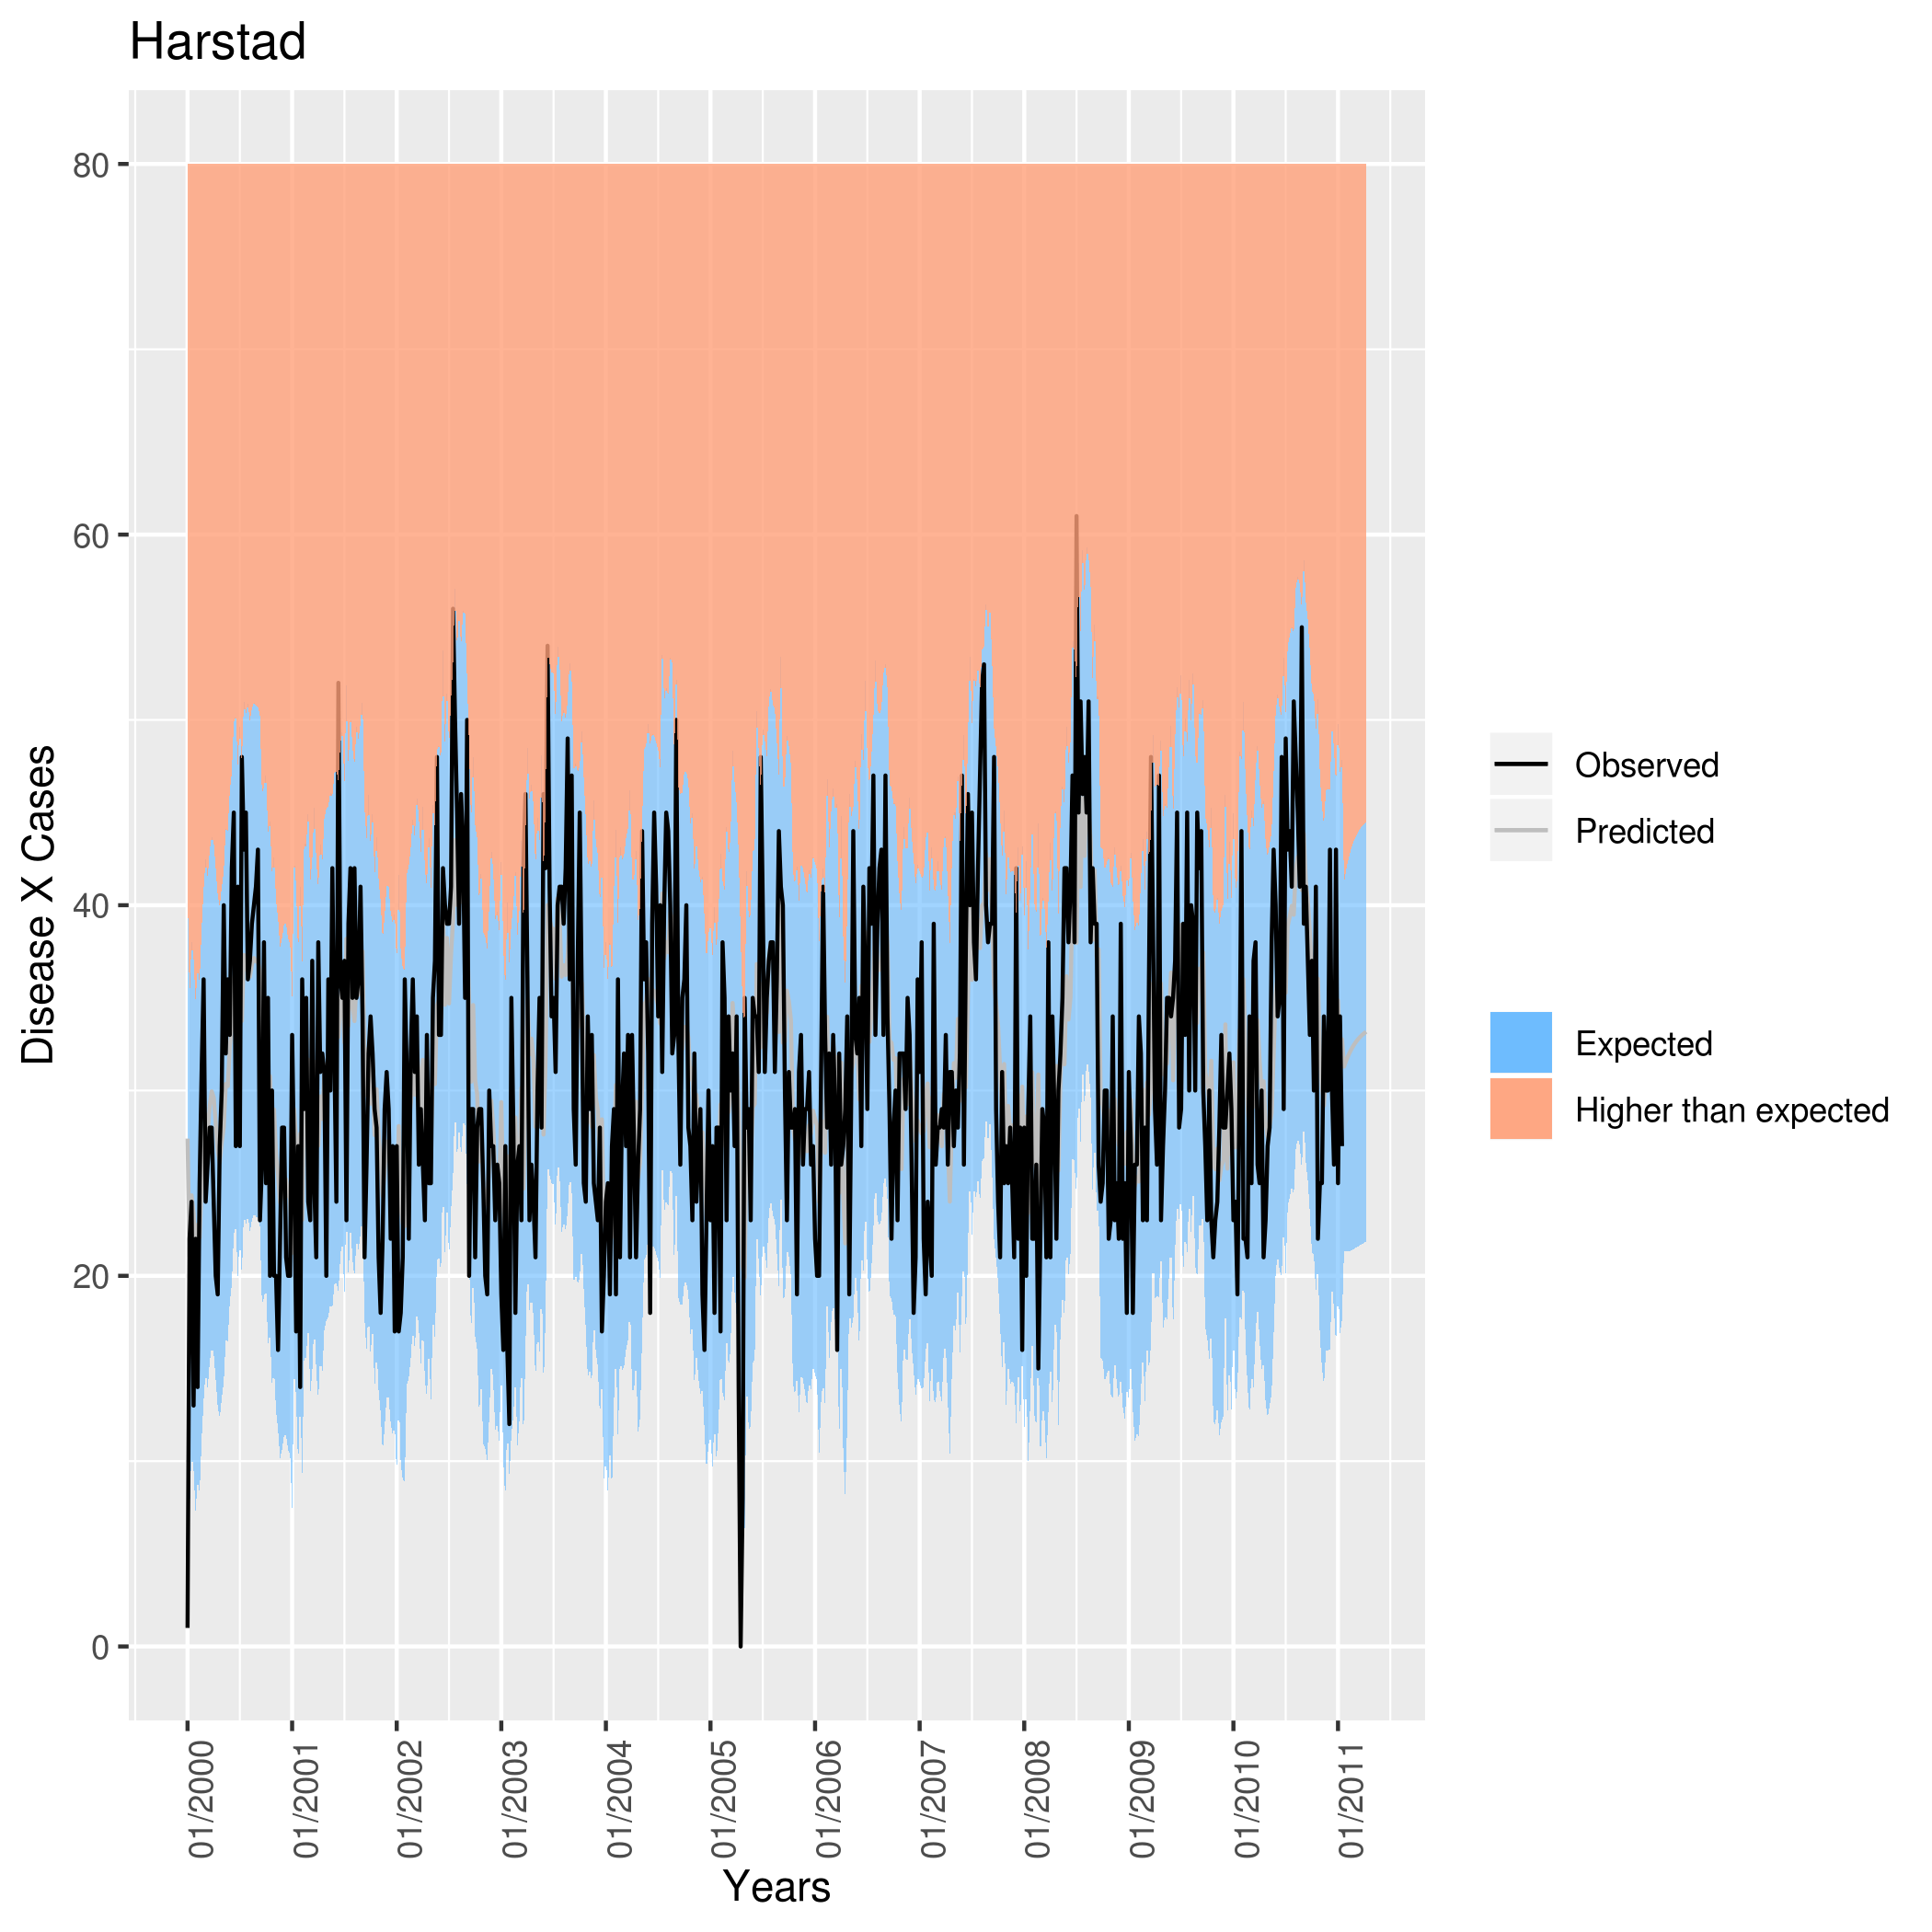 Harstad
Disease X Cases
80
60
40
20
0
01/2000
01/2001
01/2002
01/2003
01/2004
01/2005
01/2006
01/2007
01/2008
01/2009
01/2010
01/2011
Years
Observed
Predicted
Expected
Higher than expected